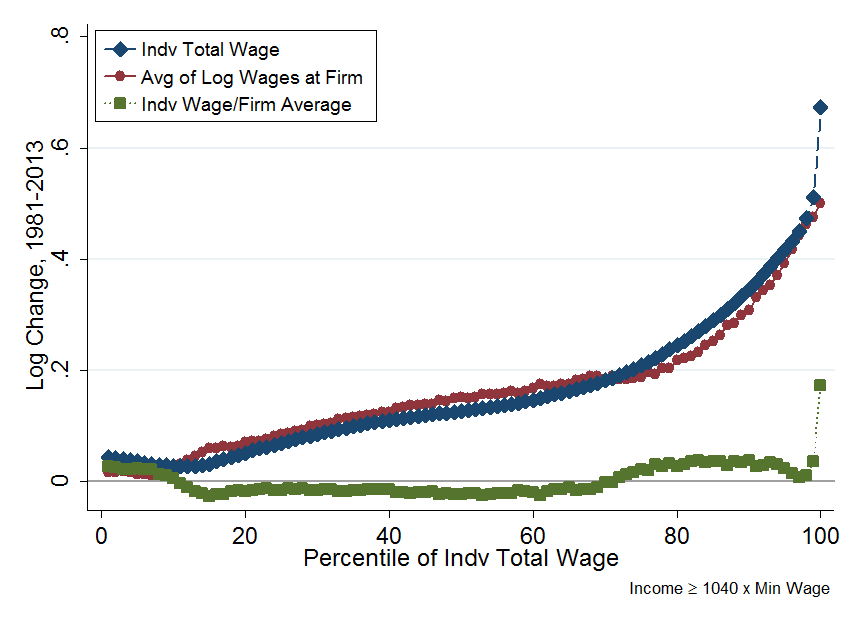 Indv Total Wage
Avg of Log Wages at Firm
Indv Wage/Firm Average
Log Change, 1981-2013
.8
.6
.4
.2
0
0 20 40 60 80 100
Percentile of Indv Total Wage
Income ≥ 1040 x Min Wage